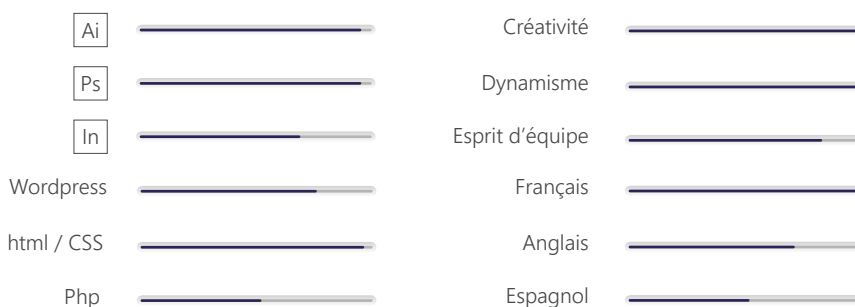 Ai
Ps
In
Wordpress
html / CSS
Php
Créativité
Dynamisme
Esprit d’équipe
Français
Anglais
Espagnol